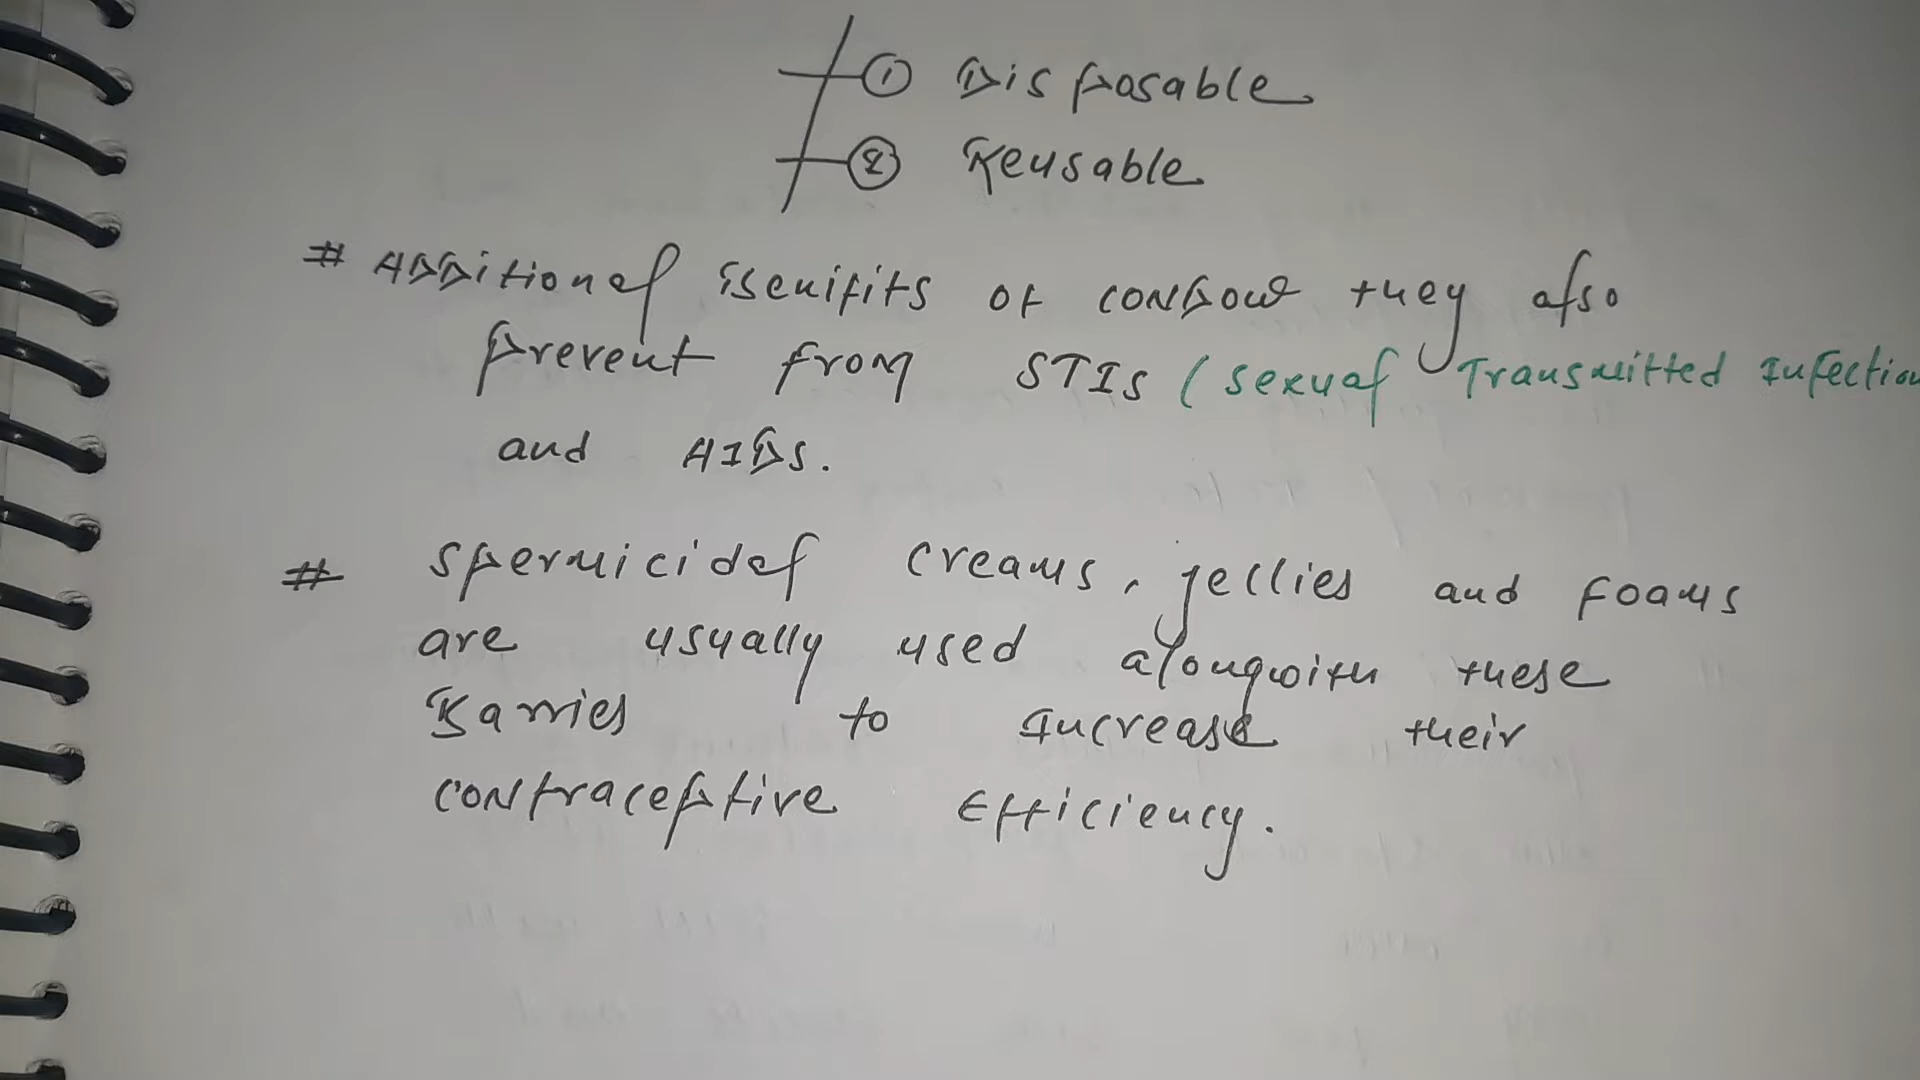 ① Disposable
② Reusable
# Additional Benifits of condom they also
prevent from STIs (sexual Transmitted Infection
and AIDs.
# spermicidal creams, jellies and foams
are usually used alongwith these
Barries to Increase their
contraceptive Efficiency.